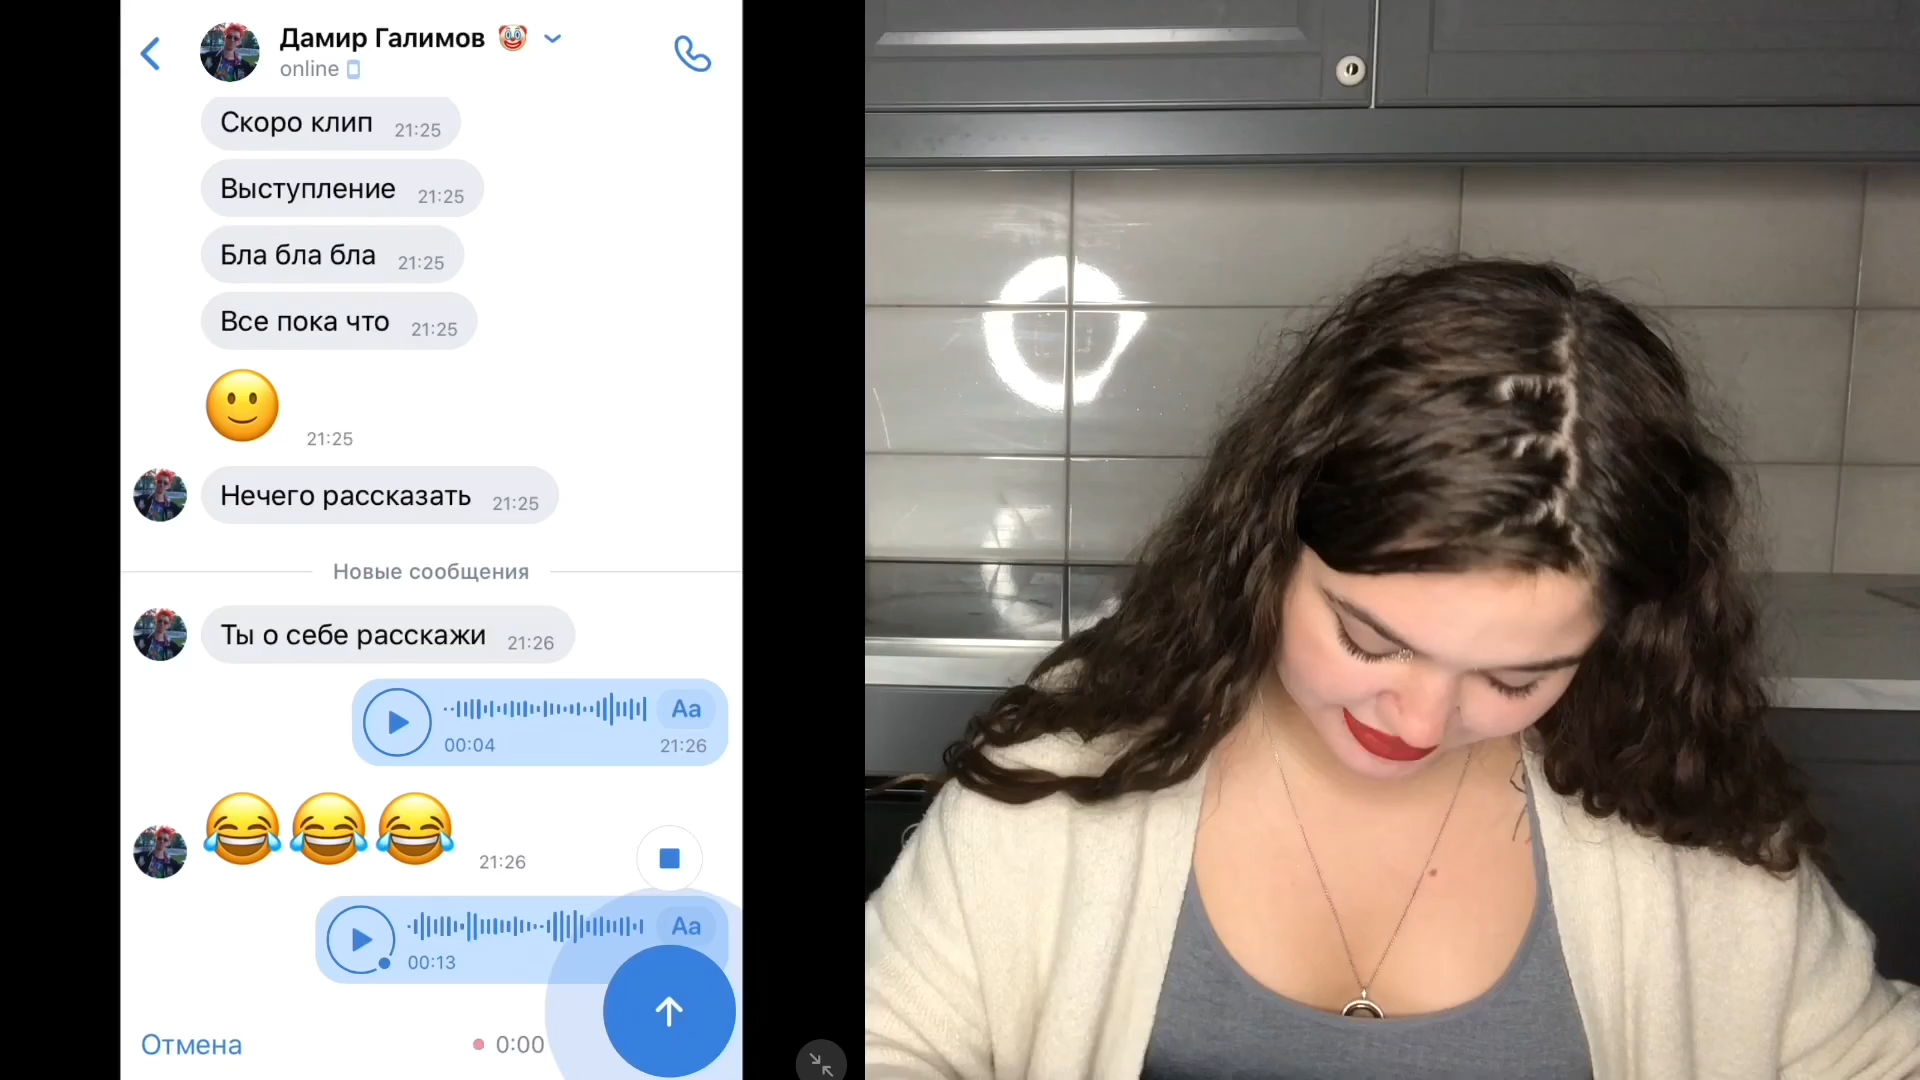 Дамир Галимов 🤡
online
Скоро клип 21:25
Выступление 21:25
Бла бла бла 21:25
Все пока что 21:25
🙂 21:25
Нечего рассказать 21:25
Новые сообщения
Ты о себе расскажи 21:26
Aa
00:04 21:26
😂😂😂 21:26
Aa
00:13
Отмена 0:00